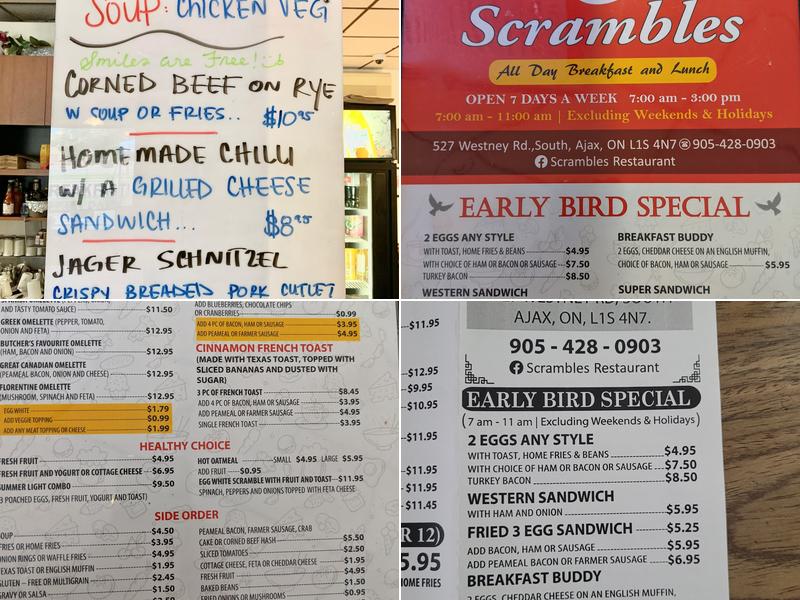 SOUP: CHICKEN VEG
Smiles are Free!
CORNED BEEF ON RYE
W SOUP OR FRIES.. $10.95
HOMEMADE CHILLI
W/ A GRILLED CHEESE
SANDWICH... $8.95
JAGER SCHNITZEL
CRISPY BREADED PORK CUTLET
Scrambles
All Day Breakfast and Lunch
OPEN 7 DAYS A WEEK 7:00 am - 3:00 pm
7:00 am - 11:00 am | Excluding Weekends & Holidays
527 Westney Rd.,South, Ajax, ON L1S 4N7 905-428-0903
Scrambles Restaurant
EARLY BIRD SPECIAL
2 EGGS ANY STYLE
WITH TOAST, HOME FRIES & BEANS $4.95
WITH CHOICE OF HAM OR BACON OR SAUSAGE $7.50
TURKEY BACON $8.50
WESTERN SANDWICH
BREAKFAST BUDDY
2 EGGS, CHEDDAR CHEESE ON AN ENGLISH MUFFIN,
CHOICE OF BACON, HAM OR SAUSAGE $5.95
SUPER SANDWICH
AND TASTY TOMATO SAUCE) $11.50
GREEK OMELETTE (PEPPER, TOMATO,
ONION AND FETA) $12.95
BUTCHER'S FAVOURITE OMELETTE
(HAM, BACON AND ONION) $12.95
GREAT CANADIAN OMELETTE
(PEAMEAL BACON, ONION AND CHEESE) $12.95
FLORENTINE OMELETTE
(MUSHROOM, SPINACH AND FETA) $12.95
EGG WHITE $1.79
ADD VEGGIE TOPPING $0.99
ADD ANY MEAT TOPPING OR CHEESE $1.99
ADD BLUEBERRIES, CHOCOLATE CHIPS
OR CRANBERRIES $0.99
ADD 4 PC OF BACON, HAM OR SAUSAGE $3.95
ADD PEAMEAL OR FARMER SAUSAGE $4.95
CINNAMON FRENCH TOAST
(MADE WITH TEXAS TOAST, TOPPED WITH
SLICED BANANAS AND DUSTED WITH
SUGAR)
3 PC OF FRENCH TOAST $8.45
ADD 4 PC OF BACON, HAM OR SAUSAGE $3.95
ADD PEAMEAL OR FARMER SAUSAGE $4.95
SINGLE FRENCH TOAST $3.95
HEALTHY CHOICE
FRESH FRUIT $4.95
FRESH FRUIT AND YOGURT OR COTTAGE CHEESE $6.95
SUMMER LIGHT COMBO $9.50
(3 POACHED EGGS, FRESH FRUIT, YOGURT AND TOAST)
HOT OATMEAL SMALL $4.95 LARGE $5.95
ADD FRUIT $0.95
EGG WHITE SCRAMBLE WITH FRUIT AND TOAST $11.95
SPINACH, PEPPERS AND ONIONS TOPPED WITH FETA CHEESE
SIDE ORDER
SOUP $4.50
FRIES OR HOME FRIES $3.95
ONION RINGS OR WAFFLE FRIES $4.95
TEXAS TOAST OR ENGLISH MUFFIN $1.95
GLUTEN – FREE OR MULTIGRAIN $2.45
GRAVY OR SALSA $1.50
PEAMEAL BACON, FARMER SAUSAGE, CRAB
CAKE OR CORNED BEEF HASH $5.50
SLICED TOMATOES $2.50
COTTAGE CHEESE, FETA OR CHEDDAR CHEESE $1.95
FRESH FRUIT $4.95
BAKED BEANS $1.50
FRIED ONIONS OR MUSHROOMS $0.95
$11.95
$12.95
$9.95
$10.95
$11.95
$11.95
$11.45
R 12)
5.95
HOME FRIES
AJAX, ON, L1S 4N7.
905 - 428 - 0903
Scrambles Restaurant
EARLY BIRD SPECIAL
(7 am - 11 am | Excluding Weekends & Holidays)
2 EGGS ANY STYLE
WITH TOAST, HOME FRIES & BEANS $4.95
WITH CHOICE OF HAM OR BACON OR SAUSAGE $7.50
TURKEY BACON $8.50
WESTERN SANDWICH
WITH HAM AND ONION $5.95
FRIED 3 EGG SANDWICH $5.25
ADD BACON, HAM OR SAUSAGE $5.95
ADD PEAMEAL BACON OR FARMER SAUSAGE $6.95
BREAKFAST BUDDY
2 EGGS, CHEDDAR CHEESE ON AN ENGLISH MUFFIN,